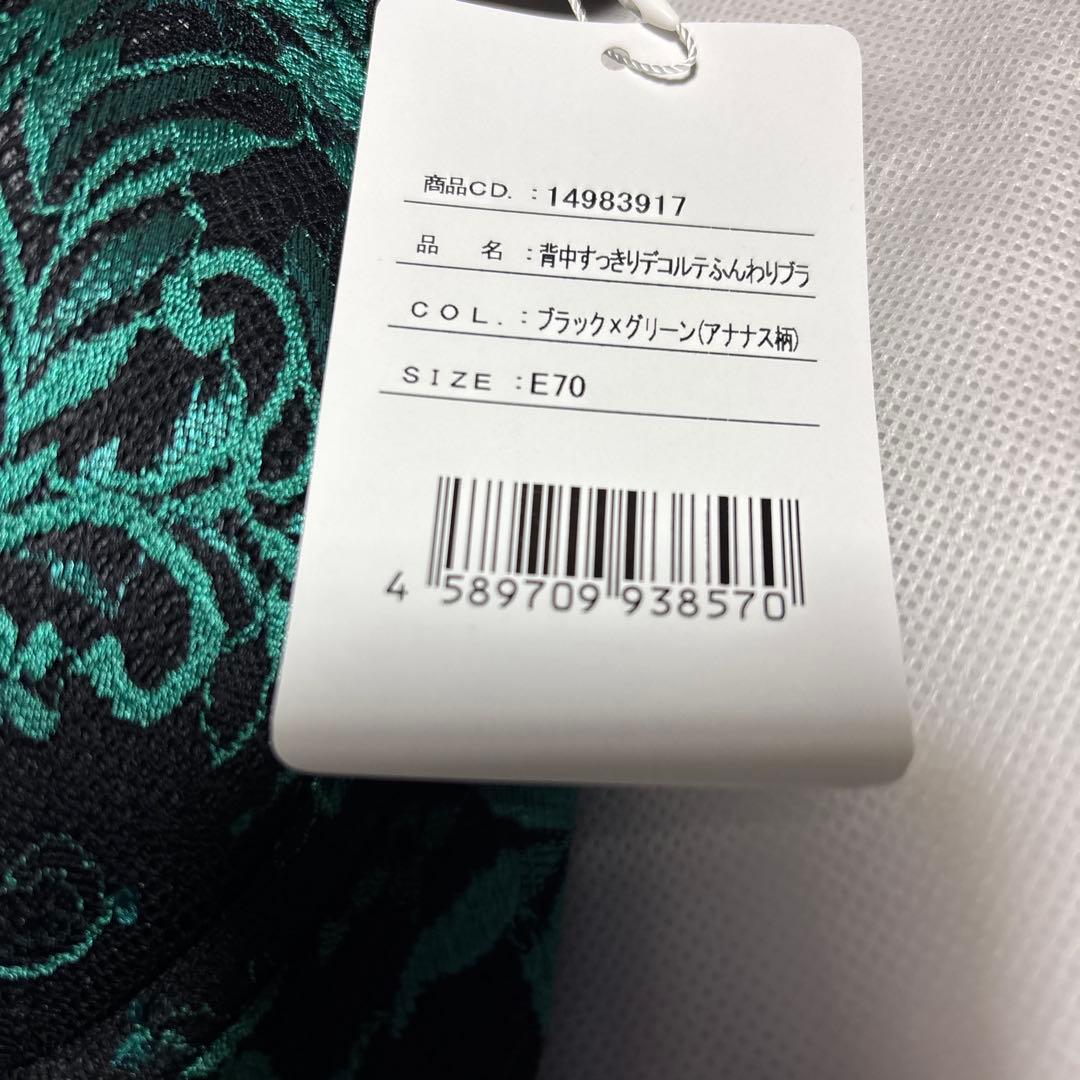 商品CD. : 14983917
品 名 : 背中すっきりデコルテふんわりブラ
COL. : ブラック×グリーン(アナナス柄)
SIZE : E70
4 589709 938570